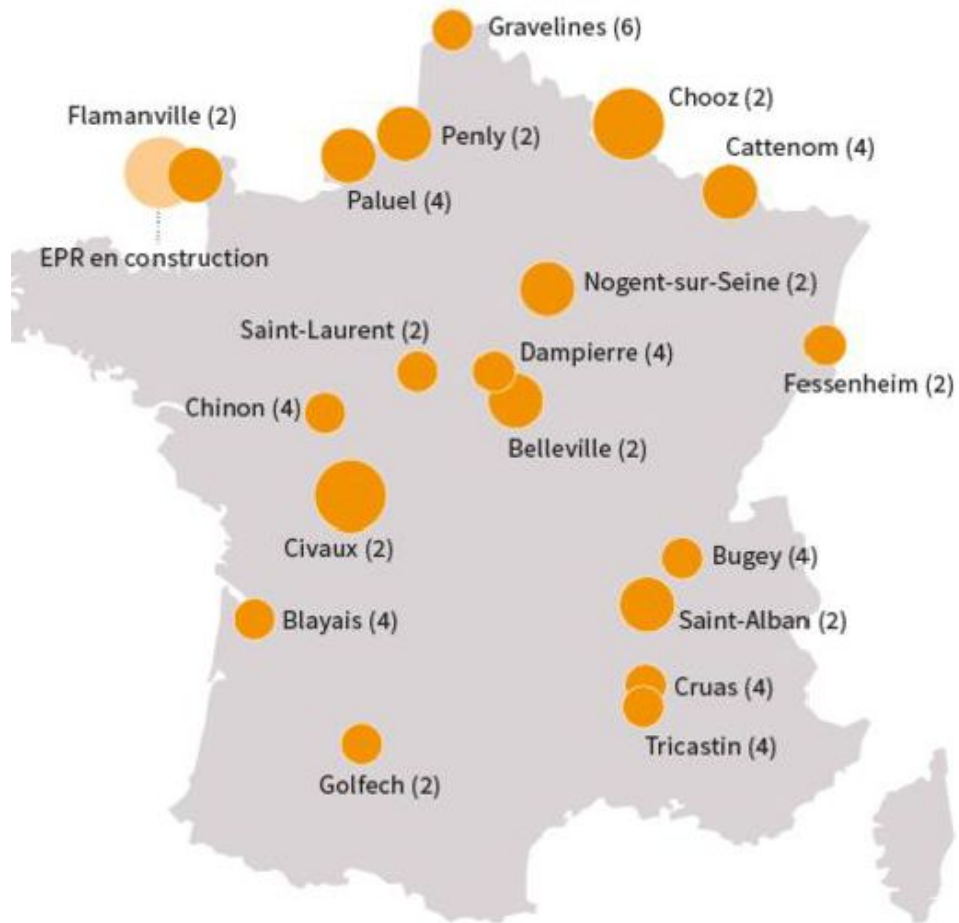 Gravelines (6)
Chooz (2)
Flamanville (2)
Penly (2)
Cattenom (4)
Paluel (4)
EPR en construction
Nogent-sur-Seine (2)
Saint-Laurent (2)
Dampierre (4)
Fessenheim (2)
Chinon (4)
Belleville (2)
Civaux (2)
Bugey (4)
Blayais (4)
Saint-Alban (2)
Cruas (4)
Tricastin (4)
Golfech (2)